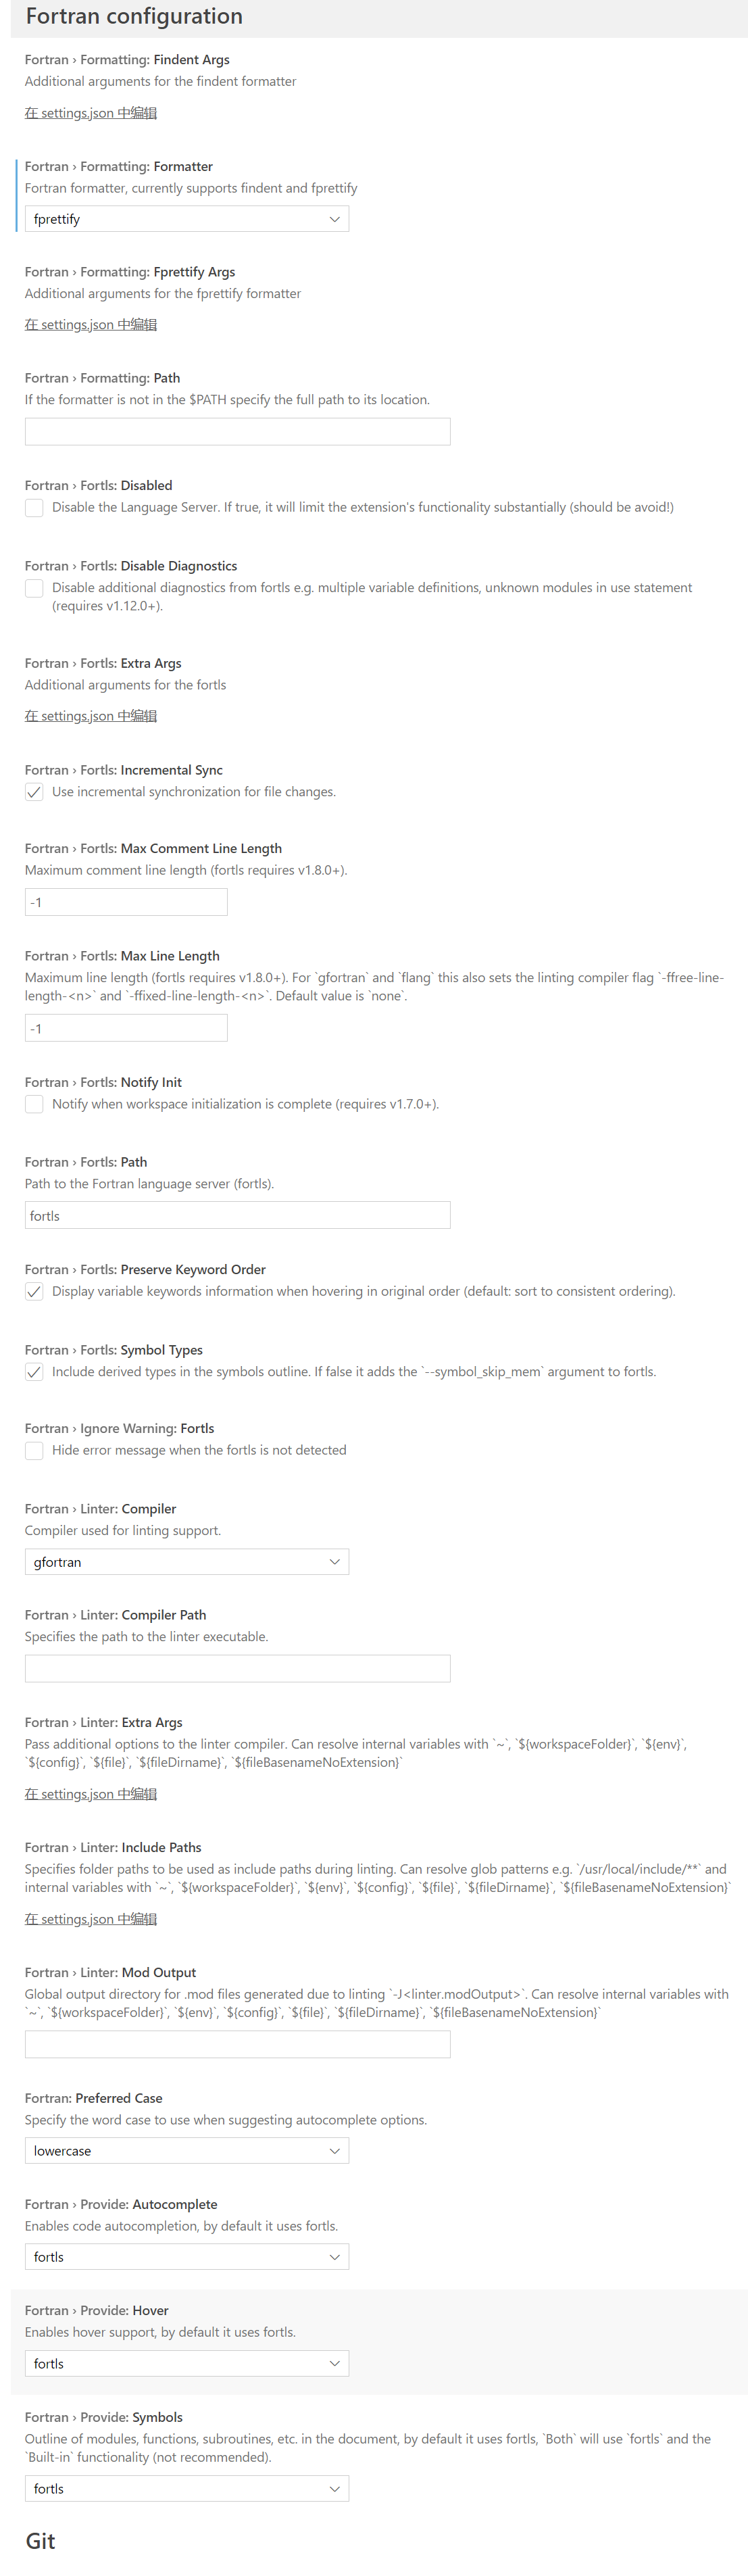 Fortran configuration
Fortran › Formatting: Findent Args
Additional arguments for the findent formatter
在 settings.json 中编辑
Fortran › Formatting: Formatter
Fortran formatter, currently supports findent and fprettify
fprettify
Fortran › Formatting: Fprettify Args
Additional arguments for the fprettify formatter
在 settings.json 中编辑
Fortran › Formatting: Path
If the formatter is not in the $PATH specify the full path to its location.
Fortran › Fortls: Disabled
Disable the Language Server. If true, it will limit the extension's functionality substantially (should be avoid!)
Fortran › Fortls: Disable Diagnostics
Disable additional diagnostics from fortls e.g. multiple variable definitions, unknown modules in use statement
(requires v1.12.0+).
Fortran › Fortls: Extra Args
Additional arguments for the fortls
在 settings.json 中编辑
Fortran › Fortls: Incremental Sync
Use incremental synchronization for file changes.
Fortran › Fortls: Max Comment Line Length
Maximum comment line length (fortls requires v1.8.0+).
-1
Fortran › Fortls: Max Line Length
Maximum line length (fortls requires v1.8.0+). For `gfortran` and `flang` this also sets the linting compiler flag `-ffree-line-
length-<n>` and `-ffixed-line-length-<n>`. Default value is `none`.
-1
Fortran › Fortls: Notify Init
Notify when workspace initialization is complete (requires v1.7.0+).
Fortran › Fortls: Path
Path to the Fortran language server (fortls).
fortls
Fortran › Fortls: Preserve Keyword Order
Display variable keywords information when hovering in original order (default: sort to consistent ordering).
Fortran › Fortls: Symbol Types
Include derived types in the symbols outline. If false it adds the `--symbol_skip_mem` argument to fortls.
Fortran › Ignore Warning: Fortls
Hide error message when the fortls is not detected
Fortran › Linter: Compiler
Compiler used for linting support.
gfortran
Fortran › Linter: Compiler Path
Specifies the path to the linter executable.
Fortran › Linter: Extra Args
Pass additional options to the linter compiler. Can resolve internal variables with `~`, `${workspaceFolder}`, `${env}`,
`${config}`, `${file}`, `${fileDirname}`, `${fileBasenameNoExtension}`
在 settings.json 中编辑
Fortran › Linter: Include Paths
Specifies folder paths to be used as include paths during linting. Can resolve glob patterns e.g. `/usr/local/include/**` and
internal variables with `~`, `${workspaceFolder}`, `${env}`, `${config}`, `${file}`, `${fileDirname}`, `${fileBasenameNoExtension}`
在 settings.json 中编辑
Fortran › Linter: Mod Output
Global output directory for .mod files generated due to linting `-J<linter.modOutput>`. Can resolve internal variables with
`~`, `${workspaceFolder}`, `${env}`, `${config}`, `${file}`, `${fileDirname}`, `${fileBasenameNoExtension}`
Fortran: Preferred Case
Specify the word case to use when suggesting autocomplete options.
lowercase
Fortran › Provide: Autocomplete
Enables code autocompletion, by default it uses fortls.
fortls
Fortran › Provide: Hover
Enables hover support, by default it uses fortls.
fortls
Fortran › Provide: Symbols
Outline of modules, functions, subroutines, etc. in the document, by default it uses fortls, `Both` will use `fortls` and the
`Built-in` functionality (not recommended).
fortls
Git